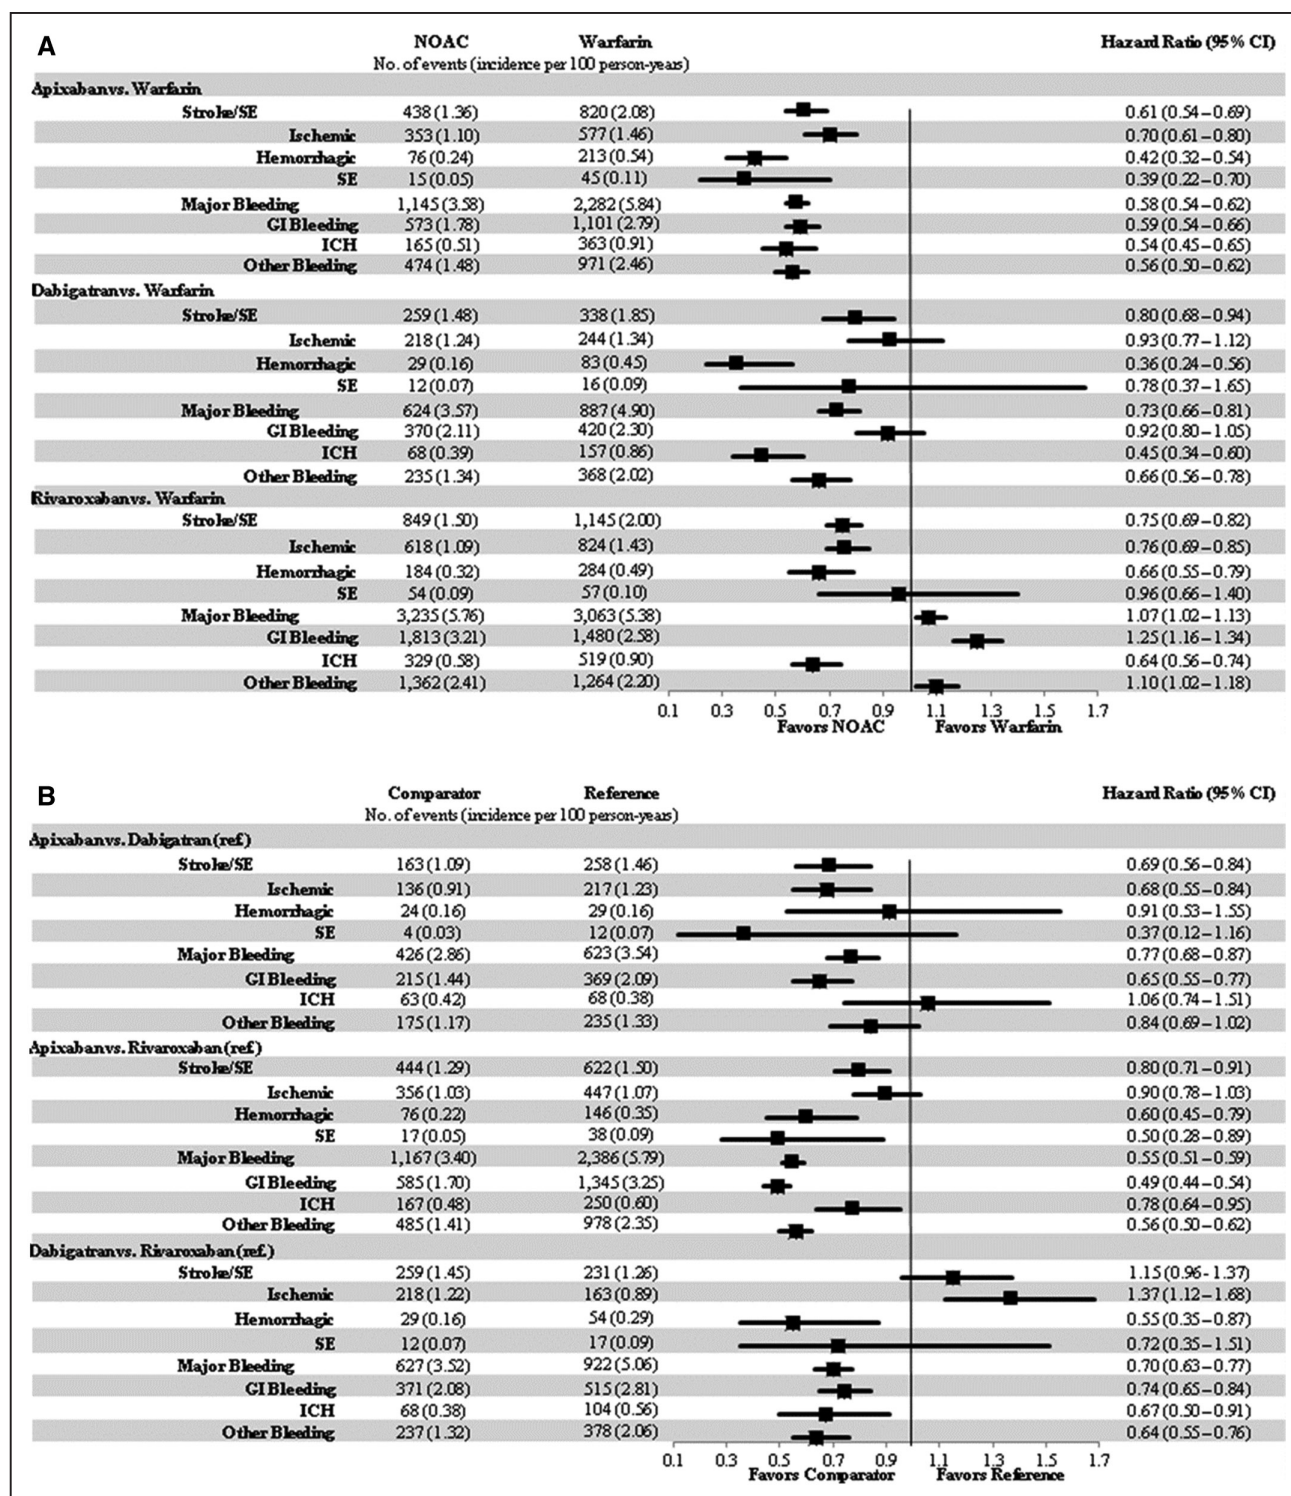 A
NOAC Warfarin Hazard Ratio (95% CI)
No. of events (incidence per 100 person-years)
Apixaban vs. Warfarin
Stroke/SE 438 (1.36) 820 (2.08) 0.61 (0.54–0.69)
Ischemic 353 (1.10) 577 (1.46) 0.70 (0.61–0.80)
Hemorrhagic 76 (0.24) 213 (0.54) 0.42 (0.32–0.54)
SE 15 (0.05) 45 (0.11) 0.39 (0.22–0.70)
Major Bleeding 1,145 (3.58) 2,282 (5.84) 0.58 (0.54–0.62)
GI Bleeding 573 (1.78) 1,101 (2.79) 0.59 (0.54–0.66)
ICH 165 (0.51) 363 (0.91) 0.54 (0.45–0.65)
Other Bleeding 474 (1.48) 971 (2.46) 0.56 (0.50–0.62)
Dabigatran vs. Warfarin
Stroke/SE 259 (1.48) 338 (1.85) 0.80 (0.68–0.94)
Ischemic 218 (1.24) 244 (1.34) 0.93 (0.77–1.12)
Hemorrhagic 29 (0.16) 83 (0.45) 0.36 (0.24–0.56)
SE 12 (0.07) 16 (0.09) 0.78 (0.37–1.65)
Major Bleeding 624 (3.57) 887 (4.90) 0.73 (0.66–0.81)
GI Bleeding 370 (2.11) 420 (2.30) 0.92 (0.80–1.05)
ICH 68 (0.39) 157 (0.86) 0.45 (0.34–0.60)
Other Bleeding 235 (1.34) 368 (2.02) 0.66 (0.56–0.78)
Rivaroxaban vs. Warfarin
Stroke/SE 849 (1.50) 1,145 (2.00) 0.75 (0.69–0.82)
Ischemic 618 (1.09) 824 (1.43) 0.76 (0.69–0.85)
Hemorrhagic 184 (0.32) 284 (0.49) 0.66 (0.55–0.79)
SE 54 (0.09) 57 (0.10) 0.96 (0.66–1.40)
Major Bleeding 3,235 (5.76) 3,063 (5.38) 1.07 (1.02–1.13)
GI Bleeding 1,813 (3.21) 1,480 (2.58) 1.25 (1.16–1.34)
ICH 329 (0.58) 519 (0.90) 0.64 (0.56–0.74)
Other Bleeding 1,362 (2.41) 1,264 (2.20) 1.10 (1.02–1.18)
0.1 0.3 0.5 0.7 0.9 1.1 1.3 1.5 1.7
Favors NOAC Favors Warfarin
B
Comparator Reference Hazard Ratio (95% CI)
No. of events (incidence per 100 person-years)
Apixaban vs. Dabigatran (ref.)
Stroke/SE 163 (1.09) 258 (1.46) 0.69 (0.56–0.84)
Ischemic 136 (0.91) 217 (1.23) 0.68 (0.55–0.84)
Hemorrhagic 24 (0.16) 29 (0.16) 0.91 (0.53–1.55)
SE 4 (0.03) 12 (0.07) 0.37 (0.12–1.16)
Major Bleeding 426 (2.86) 623 (3.54) 0.77 (0.68–0.87)
GI Bleeding 215 (1.44) 369 (2.09) 0.65 (0.55–0.77)
ICH 63 (0.42) 68 (0.38) 1.06 (0.74–1.51)
Other Bleeding 175 (1.17) 235 (1.33) 0.84 (0.69–1.02)
Apixaban vs. Rivaroxaban (ref.)
Stroke/SE 444 (1.29) 622 (1.50) 0.80 (0.71–0.91)
Ischemic 356 (1.03) 447 (1.07) 0.90 (0.78–1.03)
Hemorrhagic 76 (0.22) 146 (0.35) 0.60 (0.45–0.79)
SE 17 (0.05) 38 (0.09) 0.50 (0.28–0.89)
Major Bleeding 1,167 (3.40) 2,386 (5.79) 0.55 (0.51–0.59)
GI Bleeding 585 (1.70) 1,345 (3.25) 0.49 (0.44–0.54)
ICH 167 (0.48) 250 (0.60) 0.78 (0.64–0.95)
Other Bleeding 485 (1.41) 978 (2.35) 0.56 (0.50–0.62)
Dabigatran vs. Rivaroxaban (ref.)
Stroke/SE 259 (1.45) 231 (1.26) 1.15 (0.96-1.37)
Ischemic 218 (1.22) 163 (0.89) 1.37 (1.12–1.68)
Hemorrhagic 29 (0.16) 54 (0.29) 0.55 (0.35–0.87)
SE 12 (0.07) 17 (0.09) 0.72 (0.35–1.51)
Major Bleeding 627 (3.52) 922 (5.06) 0.70 (0.63–0.77)
GI Bleeding 371 (2.08) 515 (2.81) 0.74 (0.65–0.84)
ICH 68 (0.38) 104 (0.56) 0.67 (0.50–0.91)
Other Bleeding 237 (1.32) 378 (2.06) 0.64 (0.55–0.76)
0.1 0.3 0.5 0.7 0.9 1.1 1.3 1.5 1.7
Favors Comparator Favors Reference